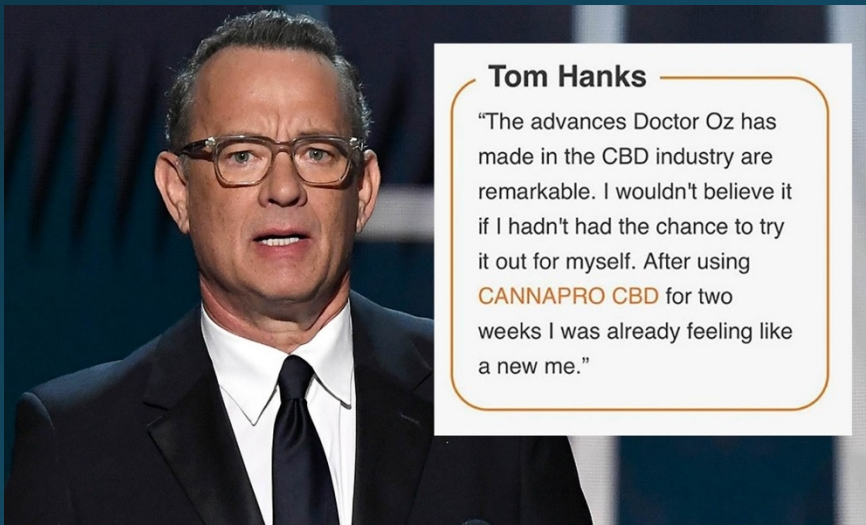 Tom Hanks
“The advances Doctor Oz has
made in the CBD industry are
remarkable. I wouldn't believe it
if I hadn't had the chance to try
it out for myself. After using
CANNAPRO CBD for two
weeks I was already feeling like
a new me.”